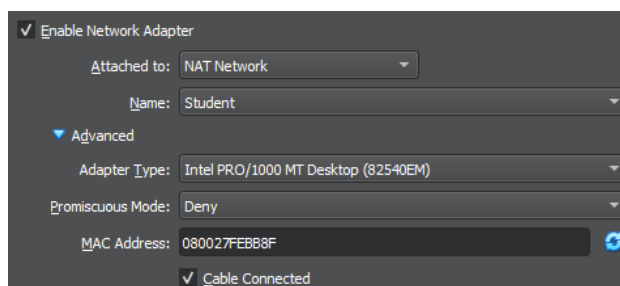 Enable Network Adapter
Attached to: NAT Network
Name: Student
Advanced
Adapter Type: Intel PRO/1000 MT Desktop (82540EM)
Promiscuous Mode: Deny
MAC Address: 080027FEBB8F
Cable Connected